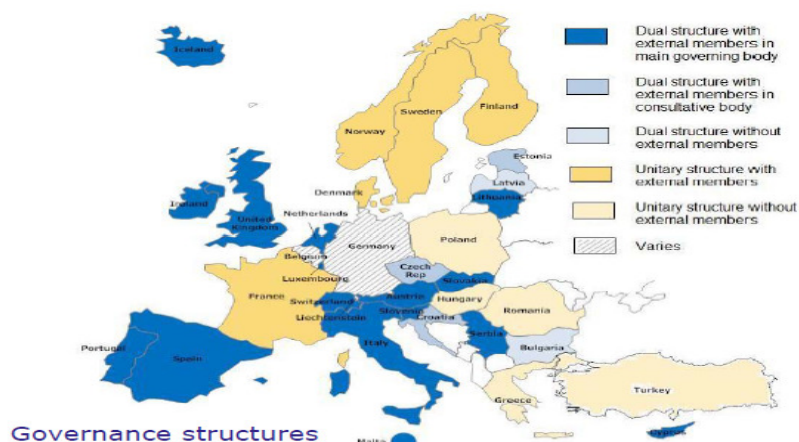 Iceland
Dual structure with
external members in
main governing body
Dual structure with
external members in
consultative body
Dual structure without
external members
Unitary structure with
external members
Unitary structure without
external members
Varies
Finland
Sweden
Norway
Estonia
Latvia
Lithuania
Denmark
Ireland
United
Kingdom
Netherlands
Belgium
Germany
Poland
Luxembourg
Czech
Rep
Slovakia
France
Switzerland
Austria
Hungary
Liechtenstein
Slovenia
Croatia
Romania
Italy
Serbia
Bulgaria
Portugal
Spain
Turkey
Greece
Cyprus
Malta
Governance structures